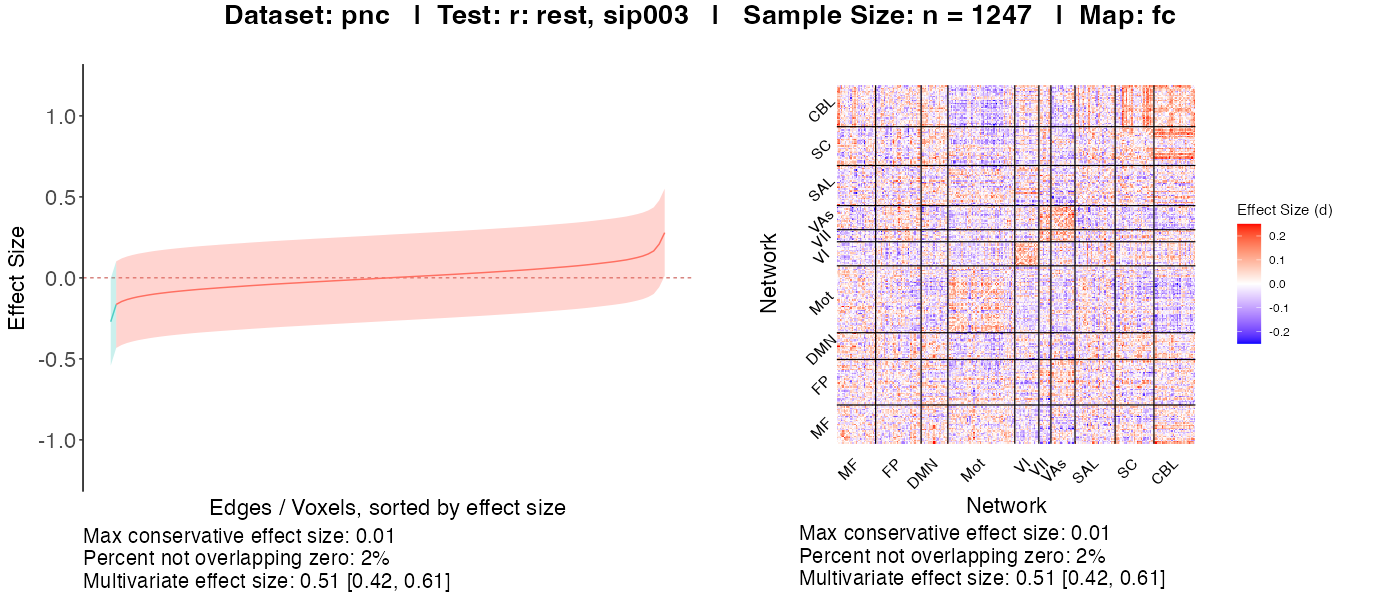 Dataset: pnc | Test: r: rest, sip003 | Sample Size: n = 1247 | Map: fc
Effect Size
1.0
0.5
0.0
-0.5
-1.0
Edges / Voxels, sorted by effect size
Max conservative effect size: 0.01
Percent not overlapping zero: 2%
Multivariate effect size: 0.51 [0.42, 0.61]
Network
CBL
SC
SAL
VAs
VII
VI
Mot
DMN
FP
MF
MF
FP
DMN
Mot
VI
VII
VAs
SAL
SC
CBL
Network
Max conservative effect size: 0.01
Percent not overlapping zero: 2%
Multivariate effect size: 0.51 [0.42, 0.61]
Effect Size (d)
0.2
0.1
0.0
-0.1
-0.2